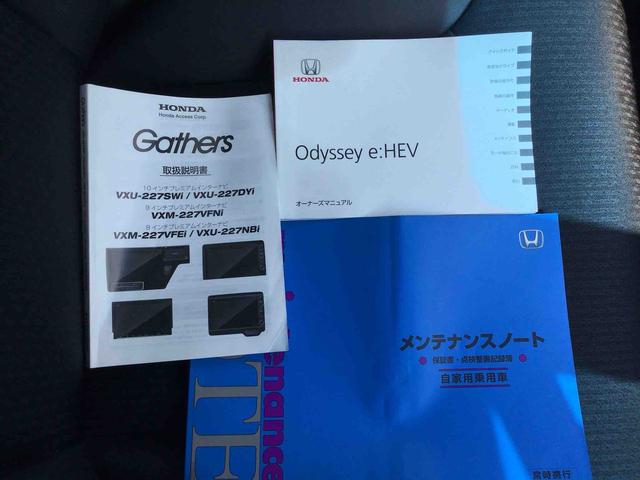 HONDA
Honda Access Corp.
Gathers
取扱説明書
10インチプレミアムインターナビ
VXU-227SWi / VXU-227DYi
9インチプレミアムインターナビ
VXM-227VFNi
9インチプレミアムインターナビ
VXM-227VFEi / VXU-227NBi
HONDA
Odyssey e:HEV
オーナーズマニュアル
メンテナンスノート
保証書・点検整備記録簿
自家用乗用車
常時携行